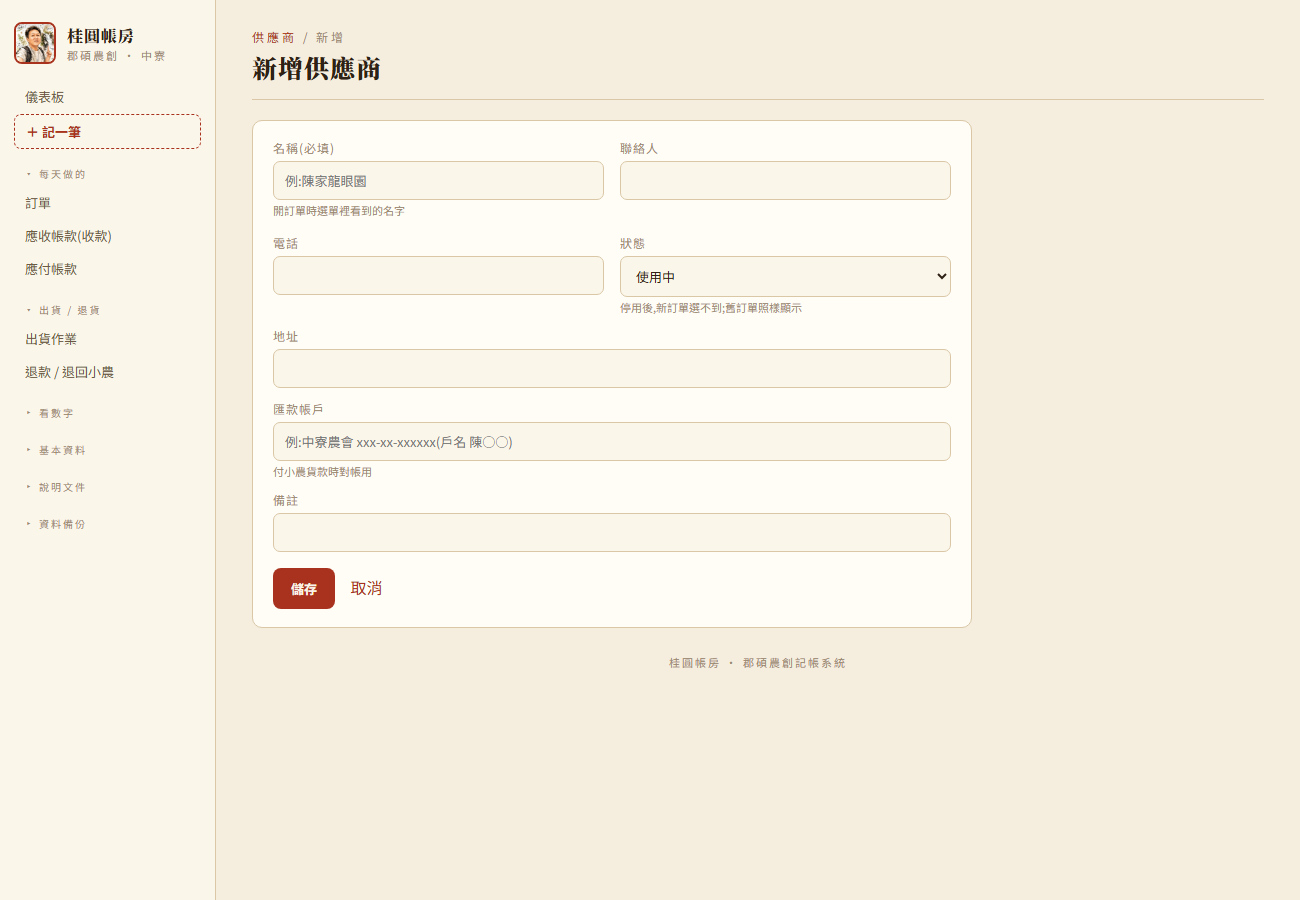 桂圓帳房
郡碩農創 · 中寮
儀表板
＋ 記一筆
每天做的
訂單
應收帳款(收款)
應付帳款
出貨 / 退貨
出貨作業
退款 / 退回小農
看數字
基本資料
說明文件
資料備份
供應商 / 新增
新增供應商
名稱(必填)
聯絡人
例:陳家龍眼園
開訂單時選單裡看到的名字
電話
狀態
使用中
停用後,新訂單選不到;舊訂單照樣顯示
地址
匯款帳戶
例:中寮農會 xxx-xx-xxxxxx(戶名 陳〇〇)
付小農貨款時對帳用
備註
儲存 取消
桂圓帳房 · 郡碩農創記帳系統